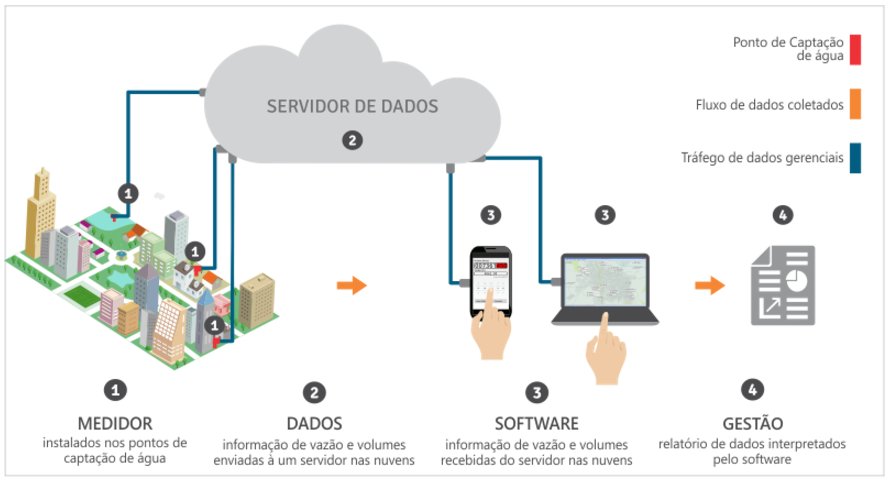 Ponto de Captação
de água
SERVIDOR DE DADOS
2
Fluxo de dados coletados
Tráfego de dados gerenciais
1
1
1
3
3
4
1
MEDIDOR
instalados nos pontos de
captação de água
2
DADOS
informação de vazão e volumes
enviadas à um servidor nas nuvens
3
SOFTWARE
informação de vazão e volumes
recebidas do servidor nas nuvens
4
GESTÃO
relatório de dados interpretados
pelo software